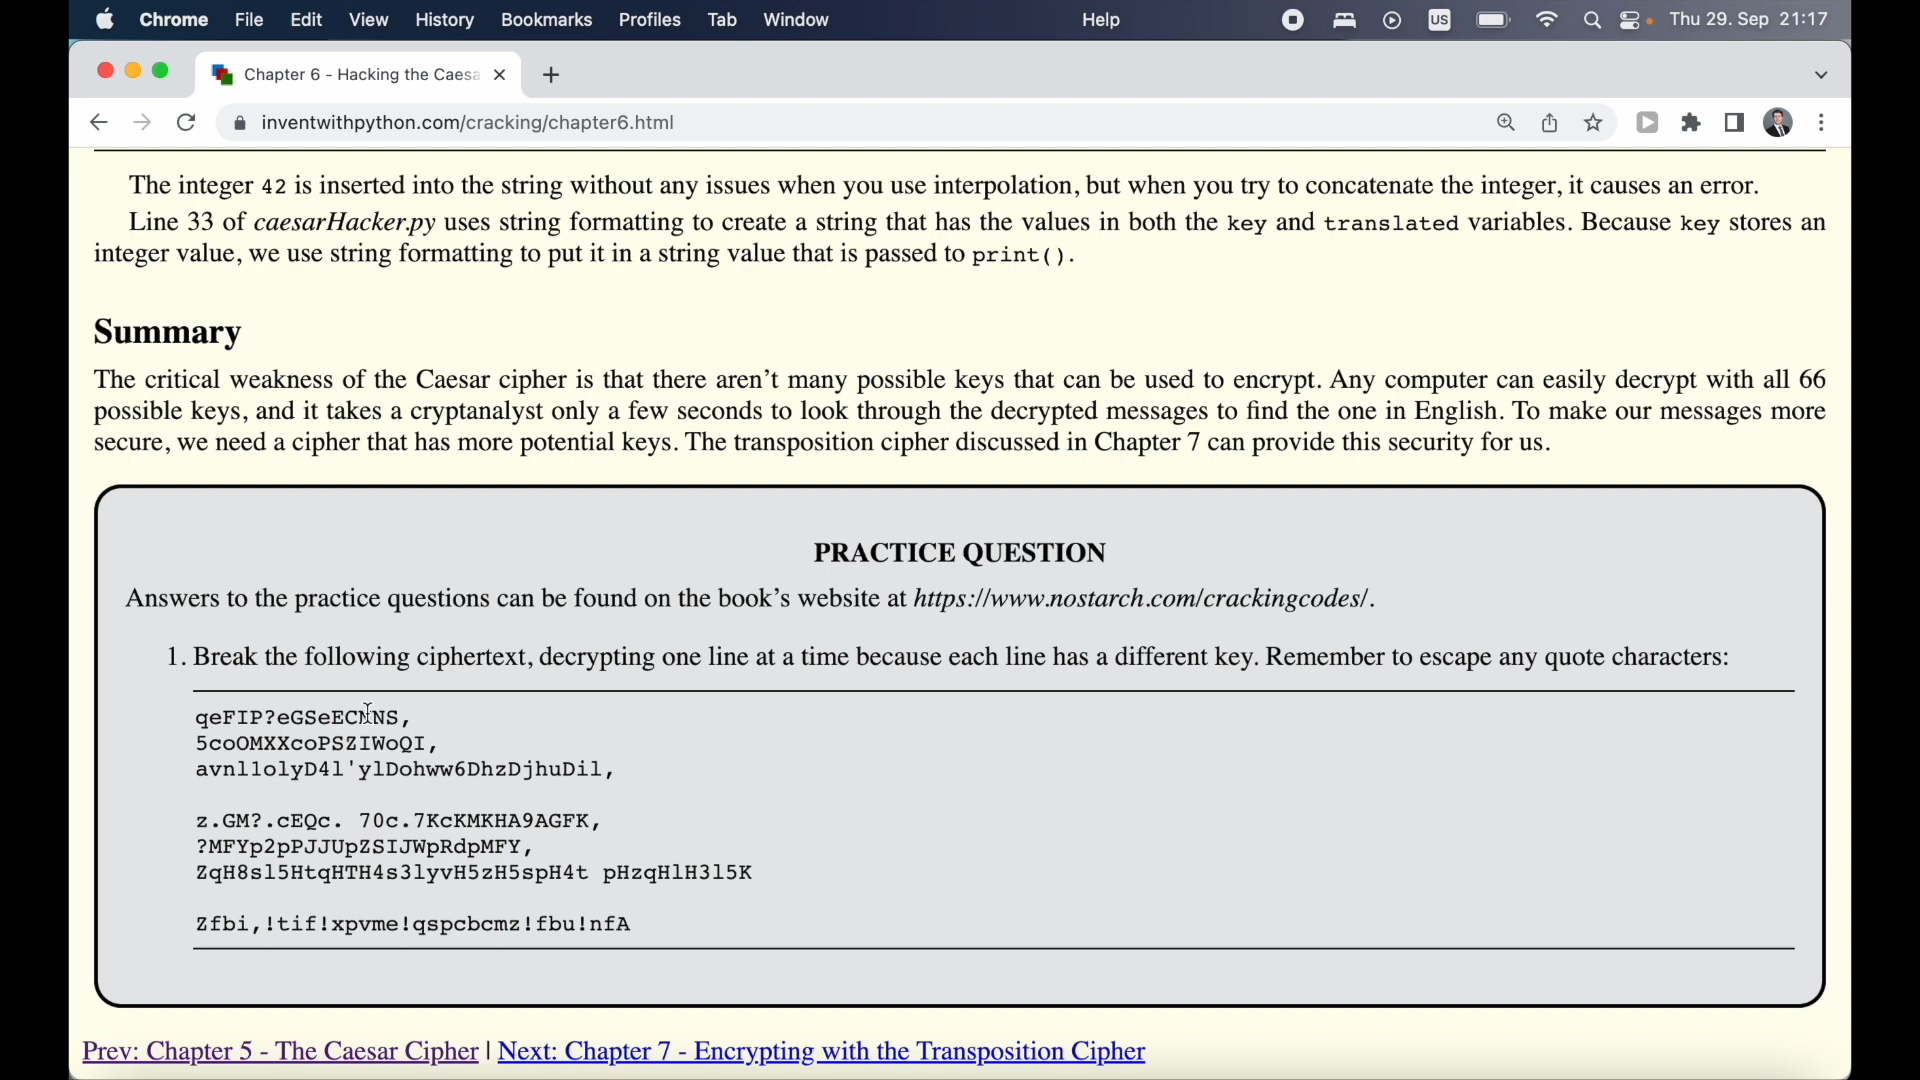 Chrome File Edit View History Bookmarks Profiles Tab Window Help US Thu 29. Sep 21:17
Chapter 6 - Hacking the Caesa
inventwithpython.com/cracking/chapter6.html
The integer 42 is inserted into the string without any issues when you use interpolation, but when you try to concatenate the integer, it causes an error.
Line 33 of caesarHacker.py uses string formatting to create a string that has the values in both the key and translated variables. Because key stores an
integer value, we use string formatting to put it in a string value that is passed to print().
Summary
The critical weakness of the Caesar cipher is that there aren’t many possible keys that can be used to encrypt. Any computer can easily decrypt with all 66
possible keys, and it takes a cryptanalyst only a few seconds to look through the decrypted messages to find the one in English. To make our messages more
secure, we need a cipher that has more potential keys. The transposition cipher discussed in Chapter 7 can provide this security for us.
PRACTICE QUESTION
Answers to the practice questions can be found on the book’s website at https://www.nostarch.com/crackingcodes/.
1. Break the following ciphertext, decrypting one line at a time because each line has a different key. Remember to escape any quote characters:
qeFIP?eGSeECNNS,
5coOMXXcoPSZIWoQI,
avnl1olyD4l'ylDohww6DhzDjhuDil,
z.GM?.cEQc. 70c.7KcKMKHA9AGFK,
?MFYp2pPJJUpZSIJWpRdpMFY,
ZqH8sl5HtqHTH4s3lyvH5zH5spH4t pHzqHlH3l5K
Zfbi,!tif!xpvme!qspcbcmz!fbu!nfA
Prev: Chapter 5 - The Caesar Cipher | Next: Chapter 7 - Encrypting with the Transposition Cipher